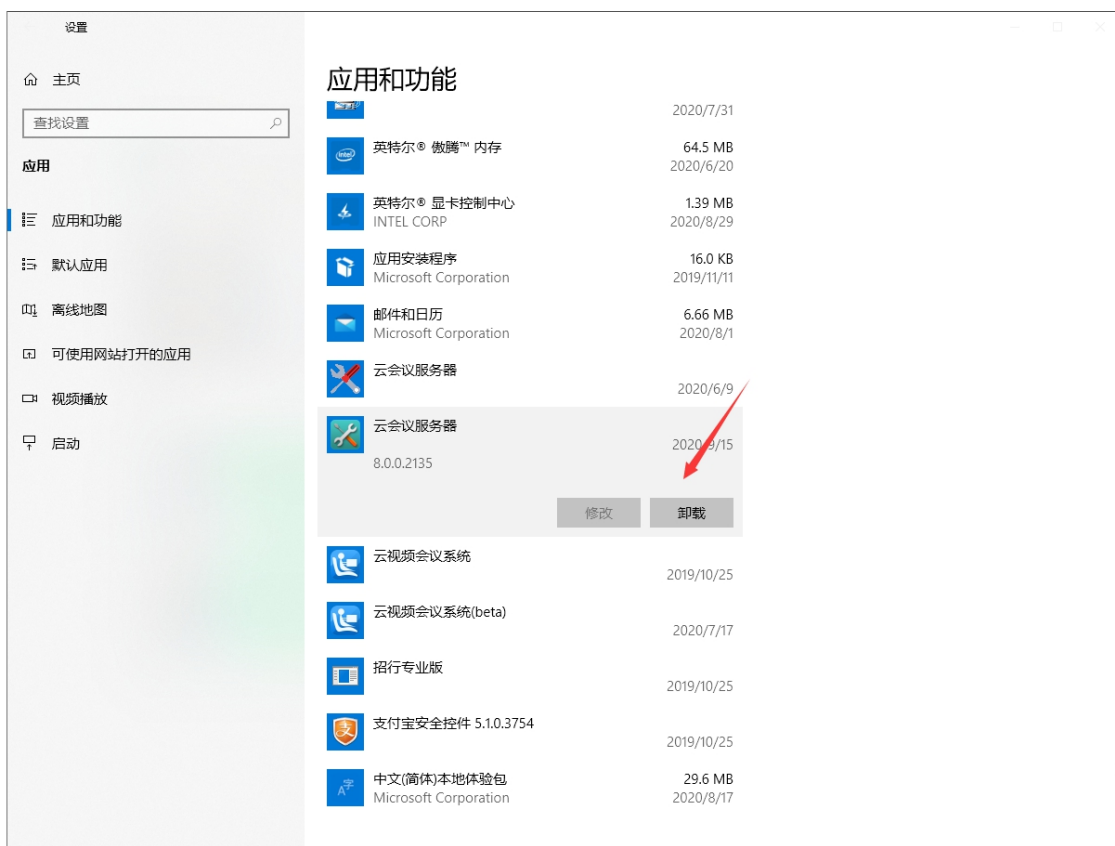 设置
主页
查找设置
应用
应用和功能
默认应用
离线地图
可使用网站打开的应用
视频播放
启动
应用和功能
2020/7/31
英特尔® 傲腾™ 内存
64.5 MB
2020/6/20
英特尔® 显卡控制中心
1.39 MB
INTEL CORP
2020/8/29
应用安装程序
16.0 KB
Microsoft Corporation
2019/11/11
邮件和日历
6.66 MB
Microsoft Corporation
2020/8/1
云会议服务器
2020/6/9
云会议服务器
2020/9/15
8.0.0.2135
修改
卸载
云视频会议系统
2019/10/25
云视频会议系统(beta)
2020/7/17
招行专业版
2019/10/25
支付宝安全控件 5.1.0.3754
2019/10/25
中文(简体)本地体验包
29.6 MB
Microsoft Corporation
2020/8/17